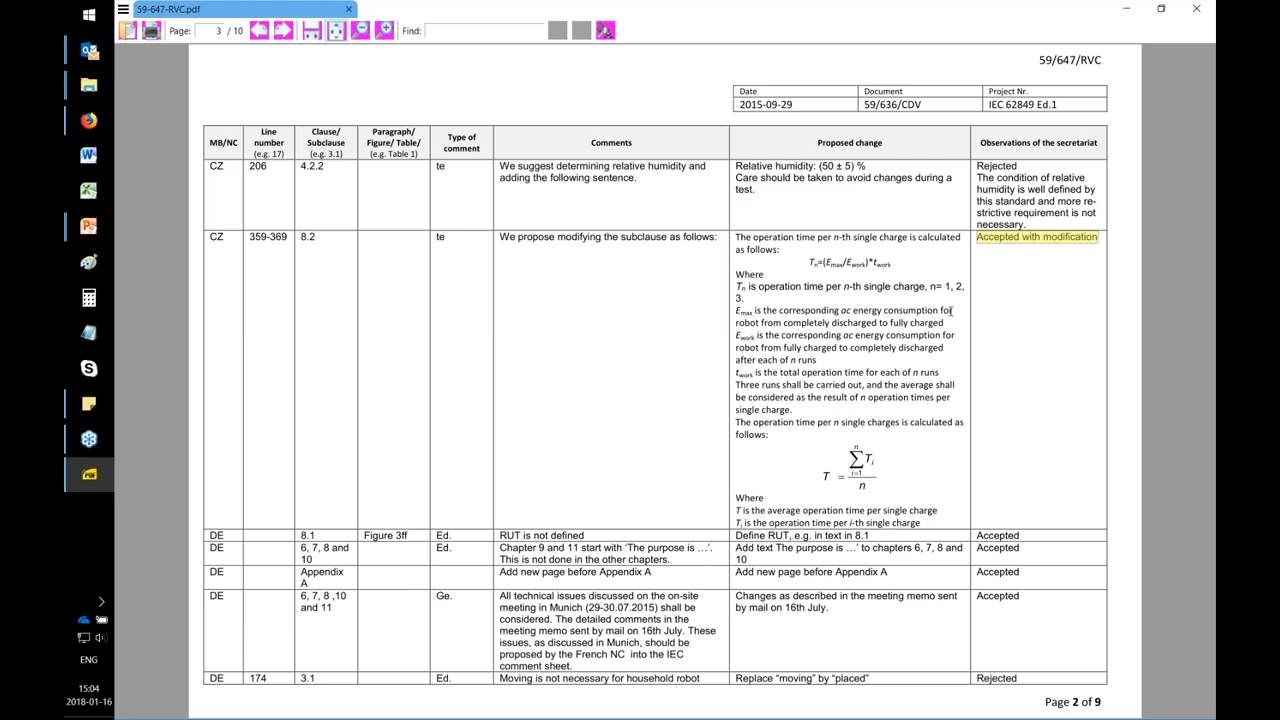 59-647-RVC.pdf
Page: 3 / 10
Find:
59/647/RVC
Date Document Project Nr.
2015-09-29 59/636/CDV IEC 62849 Ed.1
MB/NC
Line
number
(e.g. 17)
Clause/
Subclause
(e.g. 3.1)
Paragraph/
Figure/ Table/
(e.g. Table 1)
Type of
comment
Comments
Proposed change
Observations of the secretariat
CZ
206
4.2.2
te
We suggest determining relative humidity and
adding the following sentence.
Relative humidity: (50 ± 5) %
Care should be taken to avoid changes during a
test.
Rejected
The condition of relative
humidity is well defined by
this standard and more re-
strictive requirement is not
necessary.
CZ
359-369
8.2
te
We propose modifying the subclause as follows:
The operation time per n-th single charge is calculated
as follows:
Tn=(Emax/Ework)*twork
Where
Tn is operation time per n-th single charge, n= 1, 2,
3.
Emax is the corresponding ac energy consumption for
robot from completely discharged to fully charged
Ework is the corresponding ac energy consumption for
robot from fully charged to completely discharged
after each of n runs
twork is the total operation time for each of n runs
Three runs shall be carried out, and the average shall
be considered as the result of n operation times per
single charge.
The operation time per n single charges is calculated as
follows:
n
∑ Ti
i=1
T =
n
Where
T is the average operation time per single charge
Ti is the operation time per i-th single charge
Accepted with modification
DE
8.1
Figure 3ff
Ed.
RUT is not defined
Define RUT, e.g. in text in 8.1
Accepted
DE
6, 7, 8 and
10
Ed.
Chapter 9 and 11 start with ‘The purpose is …’.
This is not done in the other chapters.
Add text The purpose is …’ to chapters 6, 7, 8 and
10
Accepted
DE
Appendix
A
Add new page before Appendix A
Add new page before Appendix A
Accepted
DE
6, 7, 8 ,10
and 11
Ge.
All technical issues discussed on the on-site
meeting in Munich (29-30.07.2015) shall be
considered. The detailed comments in the
meeting memo sent by mail on 16th July. These
issues, as discussed in Munich, should be
proposed by the French NC into the IEC
comment sheet.
Changes as described in the meeting memo sent
by mail on 16th July.
Accepted
DE
174
3.1
Ed.
Moving is not necessary for household robot
Replace “moving” by “placed”
Rejected
Page 2 of 9
ENG
15:04
2018-01-16